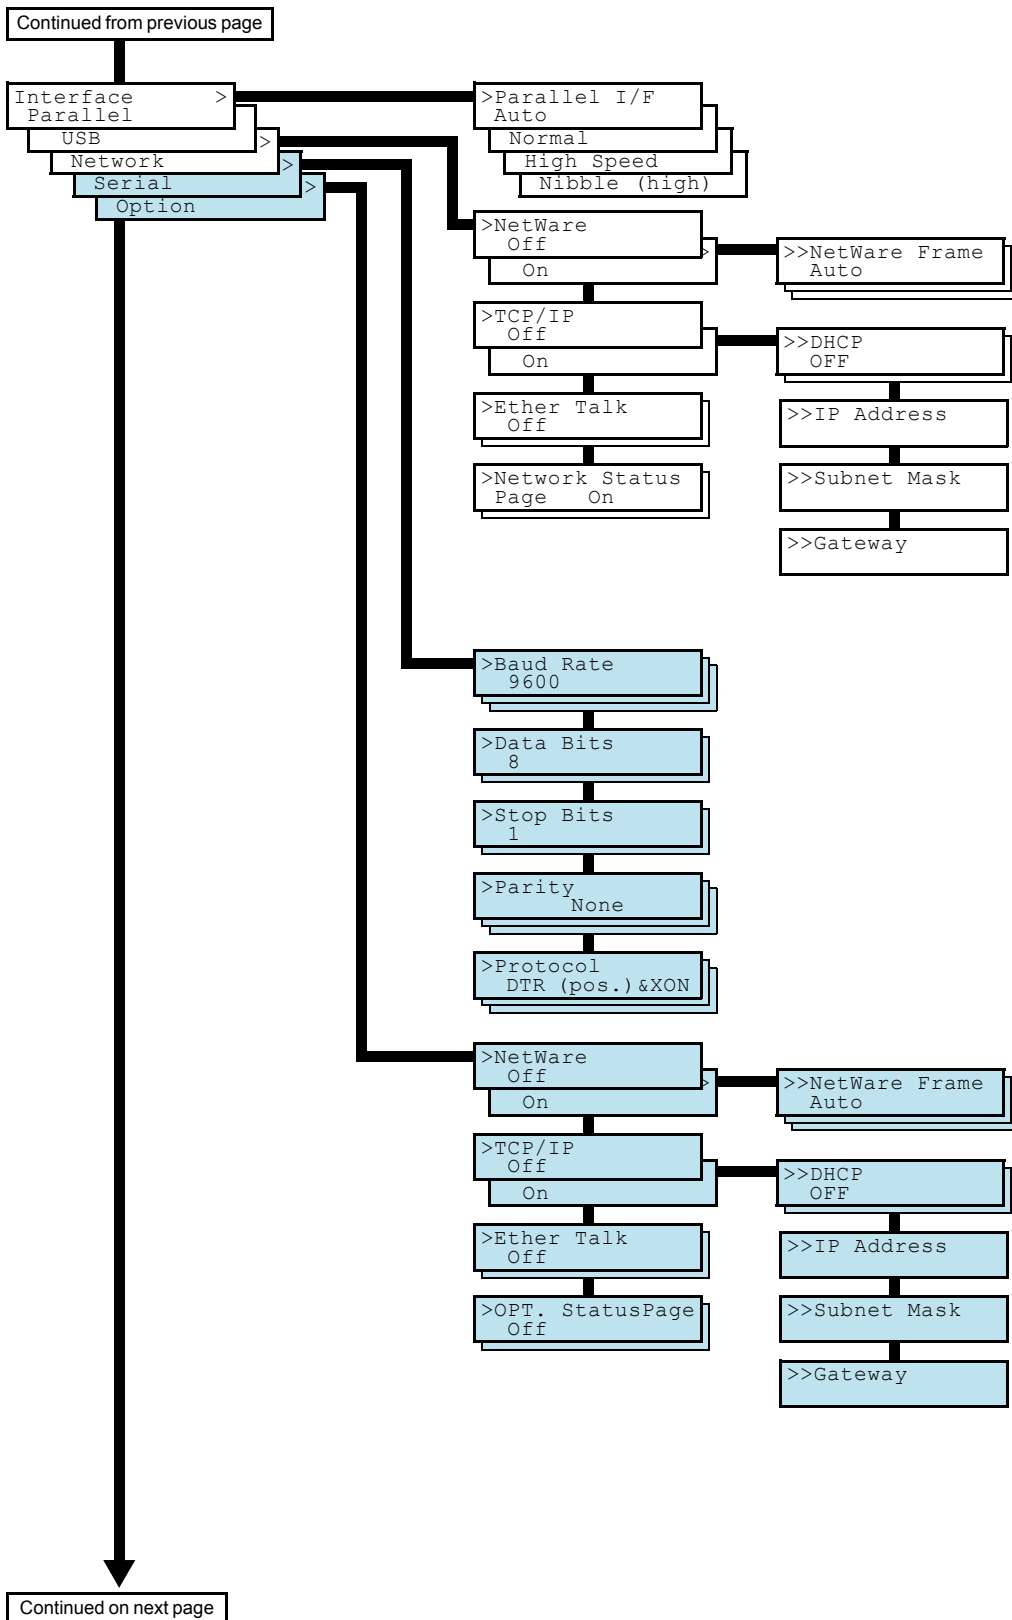 Continued from previous page
Interface >
Parallel
USB >
Network >
Serial >
Option
>Parallel I/F
Auto
Normal
High Speed
Nibble (high)
>NetWare
Off
On >
>>NetWare Frame
Auto
>TCP/IP
Off
On
>>DHCP
OFF
>>IP Address
>>Subnet Mask
>>Gateway
>Ether Talk
Off
>Network Status
Page On
>Baud Rate
9600
>Data Bits
8
>Stop Bits
1
>Parity
None
>Protocol
DTR (pos.)&XON
>NetWare
Off
On >
>>NetWare Frame
Auto
>TCP/IP
Off
On
>>DHCP
OFF
>>IP Address
>>Subnet Mask
>>Gateway
>Ether Talk
Off
>OPT. StatusPage
Off
Continued on next page